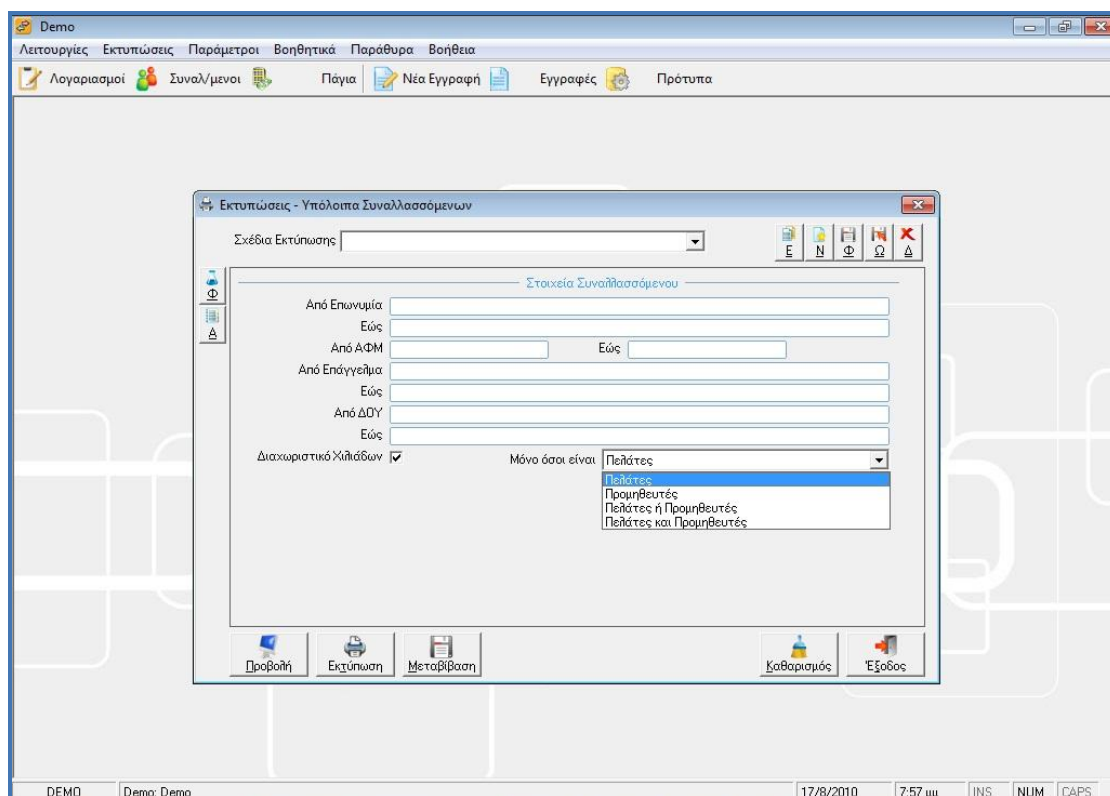 Demo
Λειτουργίες Εκτυπώσεις Παράμετροι Βοηθητικά Παράθυρα Βοήθεια
Λογαριασμοί Συναλ/μενοι Πάγια Νέα Εγγραφή Εγγραφές Πρότυπα
Εκτυπώσεις - Υπόλοιπα Συναλλασσόμενων
Σχέδια Εκτύπωσης
Ε Ν Φ Ω Δ
Φ
Α
Στοιχεία Συναλλασσόμενου
Από Επωνυμία
Εώς
Από ΑΦΜ Εώς
Από Επάγγελμα
Εώς
Από ΔΟΥ
Εώς
Διαχωριστικό Χιλιάδων Μόνο όσοι είναι Πελάτες
Πελάτες
Προμηθευτές
Πελάτες ή Προμηθευτές
Πελάτες και Προμηθευτές
Προβολή Εκτύπωση Μεταβίβαση Καθαρισμός Έξοδος
DEMO Demo: Demo 17/8/2010 7:57 μμ INS NUM CAPS